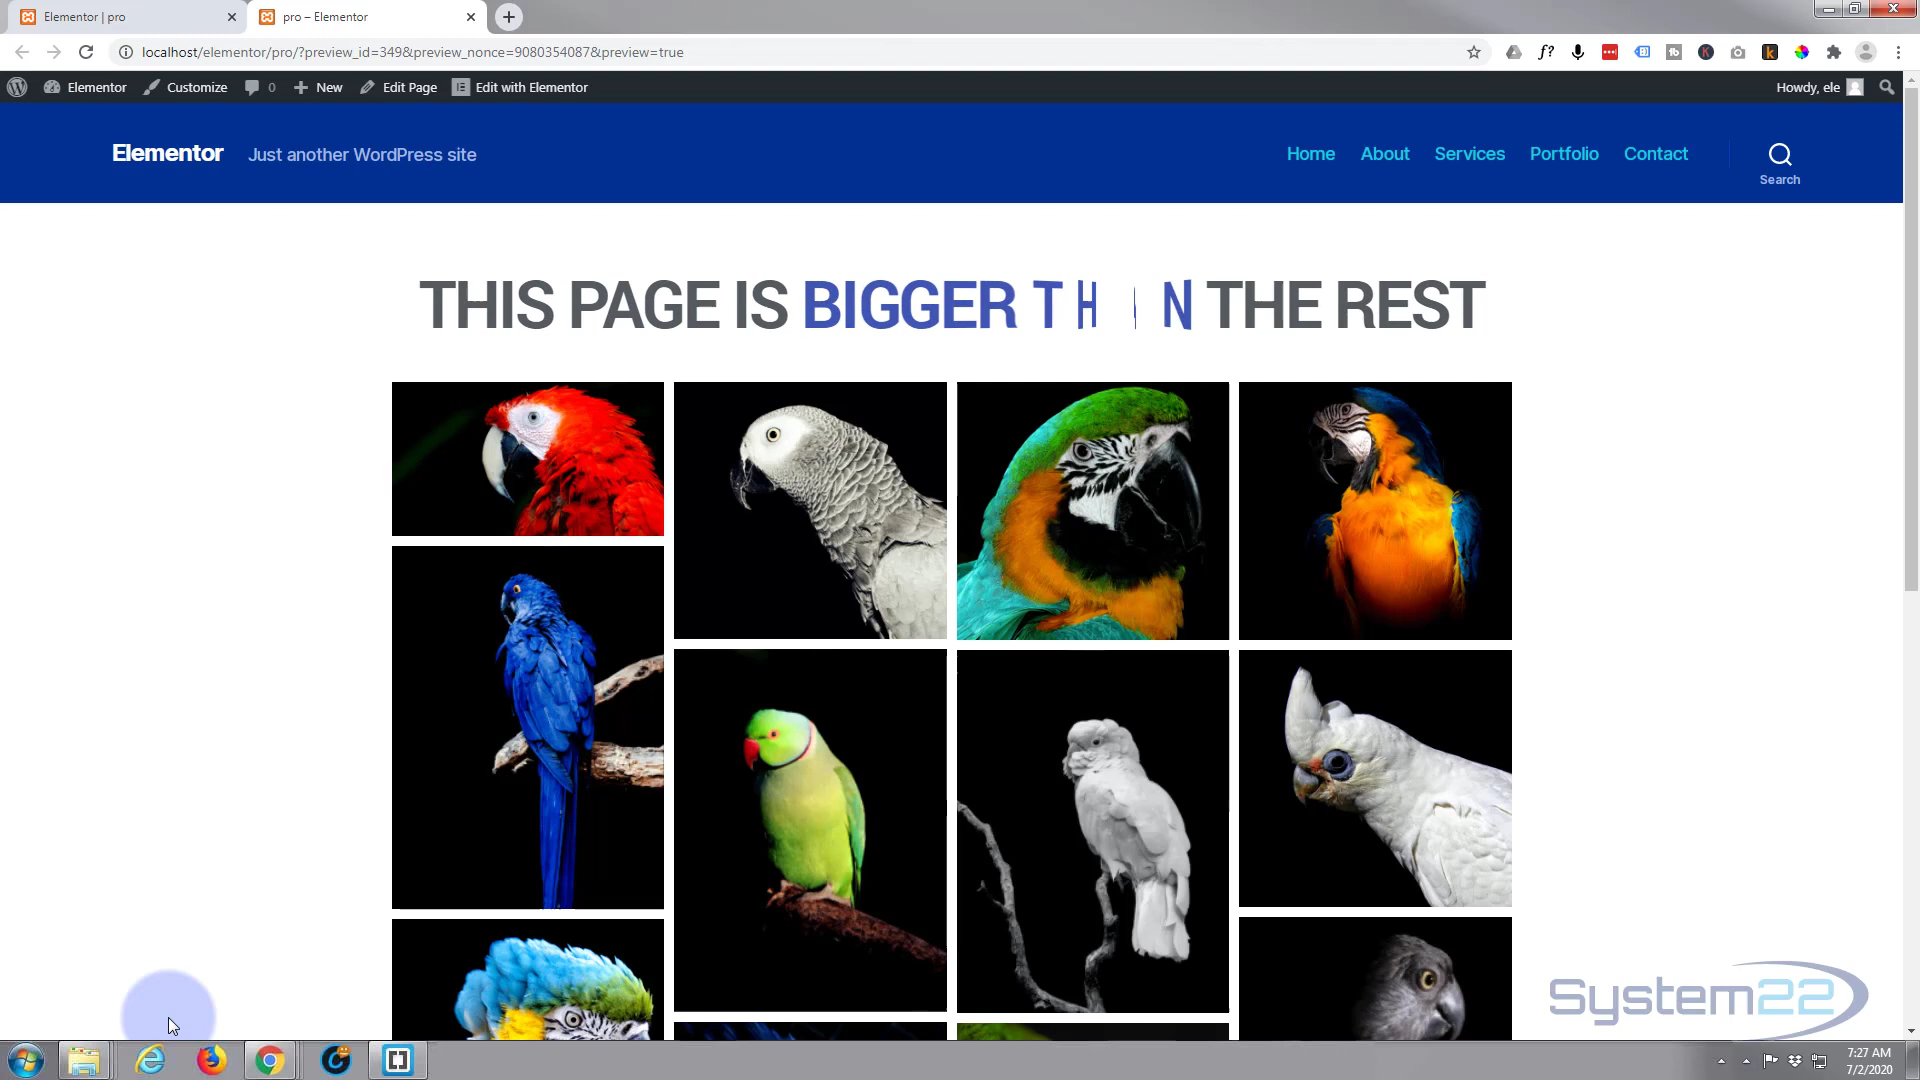 Elementor | pro
pro – Elementor
localhost/elementor/pro/?preview_id=349&preview_nonce=9080354087&preview=true
f?
Elementor
Customize
0
New
Edit Page
Edit with Elementor
Howdy, ele
Elementor
Just another WordPress site
Home
About
Services
Portfolio
Contact
Search
THIS PAGE IS BIGGER TH N THE REST
System22
7:27 AM
7/2/2020